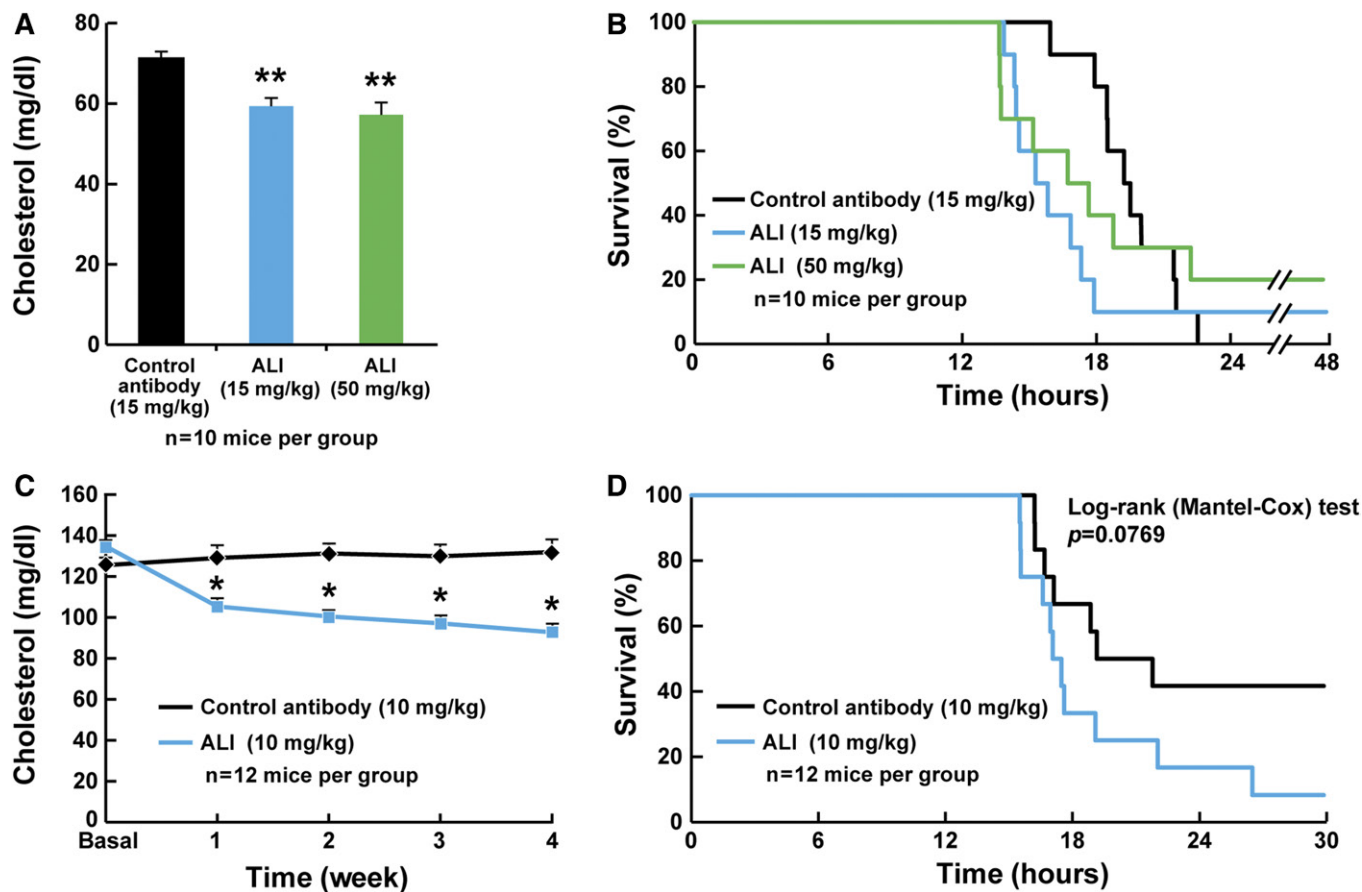 A
Cholesterol (mg/dl)
80
60
40
20
0
**
**
Control
antibody
(15 mg/kg)
ALI
(15 mg/kg)
ALI
(50 mg/kg)
n=10 mice per group
B
Survival (%)
100
80
60
40
20
0
Control antibody (15 mg/kg)
ALI (15 mg/kg)
ALI (50 mg/kg)
n=10 mice per group
0 6 12 18 24 48
Time (hours)
C
Cholesterol (mg/dl)
160
140
120
100
80
60
40
20
0
* * * *
Control antibody (10 mg/kg)
ALI (10 mg/kg)
n=12 mice per group
Basal 1 2 3 4
Time (week)
D
Survival (%)
100
80
60
40
20
0
Log-rank (Mantel-Cox) test
p=0.0769
Control antibody (10 mg/kg)
ALI (10 mg/kg)
n=12 mice per group
0 6 12 18 24 30
Time (hours)